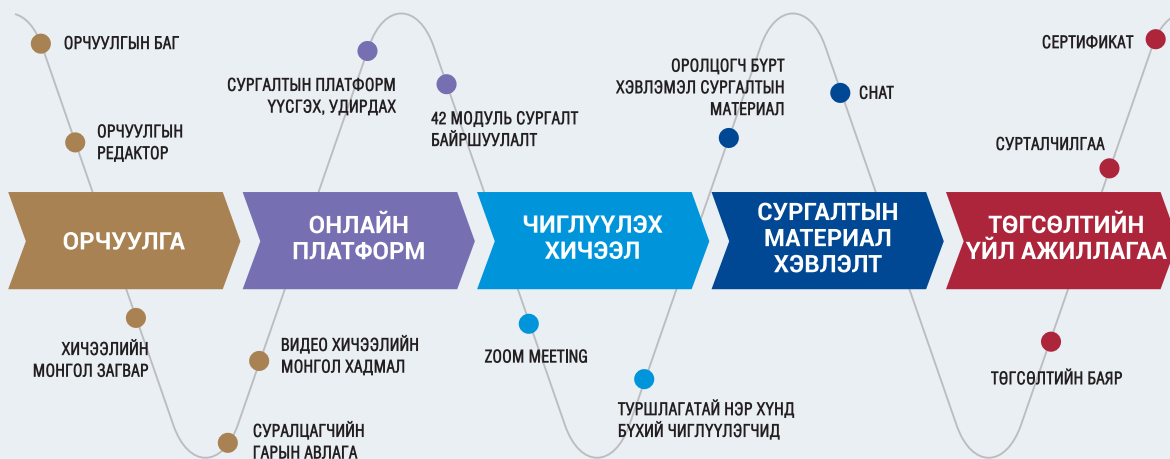 ОРЧУУЛГЫН БАГ
ОРЧУУЛГЫН
РЕДАКТОР
СУРГАЛТЫН ПЛАТФОРМ
ҮҮСГЭХ, УДИРДАХ
42 МОДУЛЬ СУРГАЛТ
БАЙРШУУЛАЛТ
ОРОЛЦОГЧ БҮРТ
ХЭВЛЭМЭЛ СУРГАЛТЫН
МАТЕРИАЛ
CHAT
СЕРТИФИКАТ
СУРТАЛЧИЛГАА
ОРЧУУЛГА
ОНЛАЙН
ПЛАТФОРМ
ЧИГЛҮҮЛЭХ
ХИЧЭЭЛ
СУРГАЛТЫН
МАТЕРИАЛ
ХЭВЛЭЛТ
ТӨГСӨЛТИЙН
ҮЙЛ АЖИЛЛАГАА
ХИЧЭЭЛИЙН
МОНГОЛ ЗАГВАР
ВИДЕО ХИЧЭЭЛИЙН
МОНГОЛ ХАДМАЛ
СУРАЛЦАГЧИЙН
ГАРЫН АВЛАГА
ZOOM MEETING
ТУРШЛАГАТАЙ НЭР ХҮНД
БҮХИЙ ЧИГЛҮҮЛЭГЧИД
ТӨГСӨЛТИЙН БАЯР